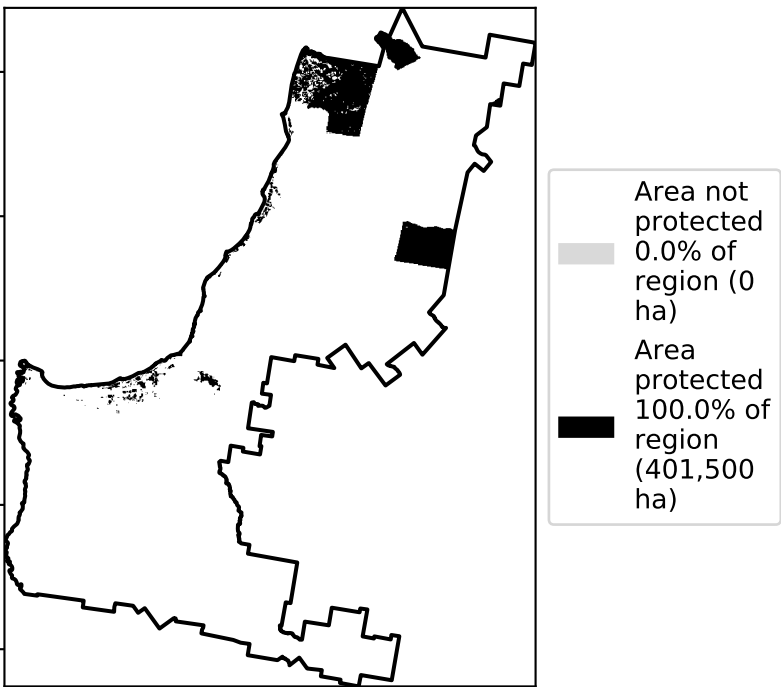 Area not
protected
0.0% of
region (0
ha)
Area
protected
100.0% of
region
(401,500
ha)